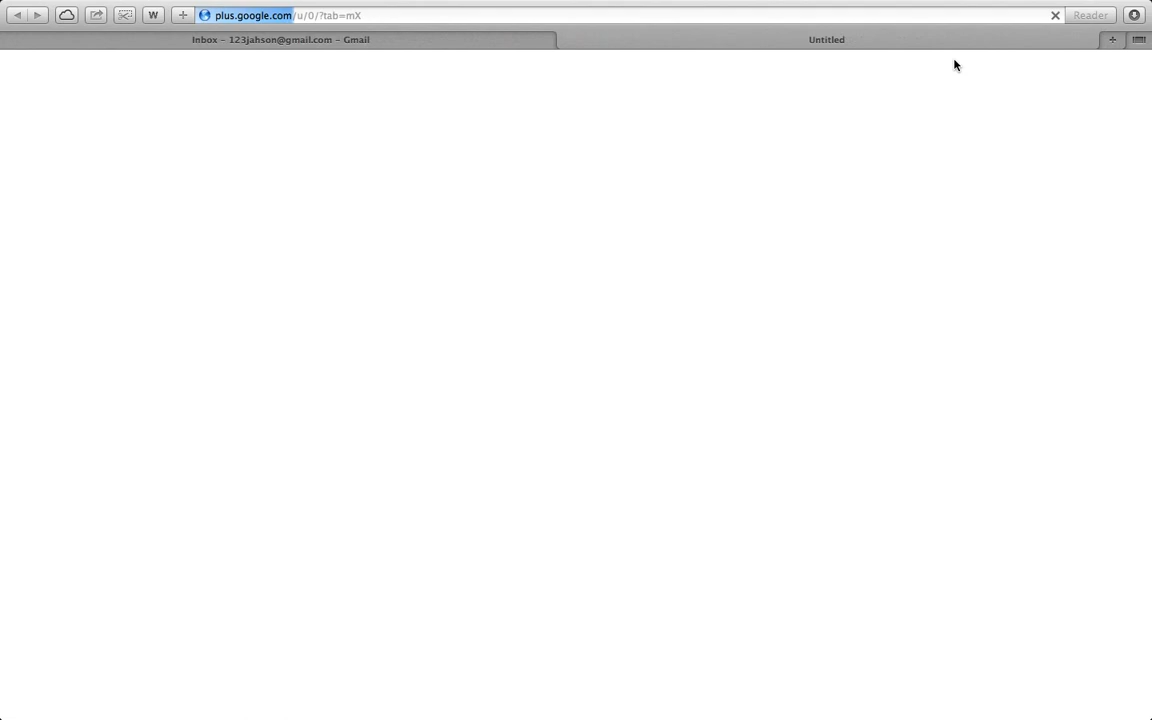 W plus.google.com/u/0/?tab=mX Reader
Inbox – 123jahson@gmail.com – Gmail Untitled